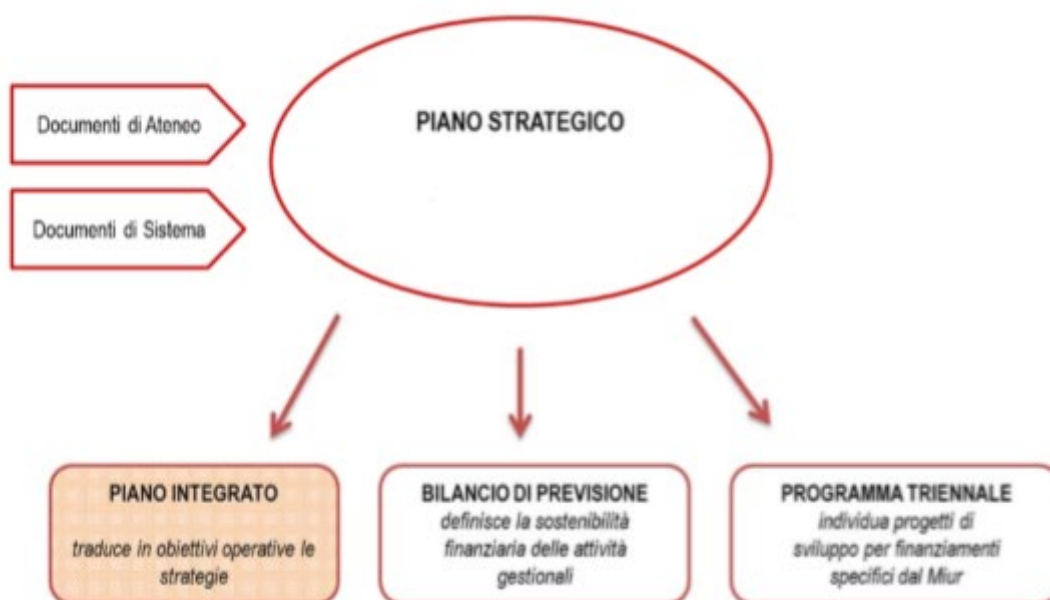 Documenti di Ateneo
Documenti di Sistema
PIANO STRATEGICO
PIANO INTEGRATO
traduce in obiettivi operative le
strategie
BILANCIO DI PREVISIONE
definisce la sostenibilità
finanziaria delle attività
gestionali
PROGRAMMA TRIENNALE
individua progetti di
sviluppo per finanziamenti
specifici dal Miur